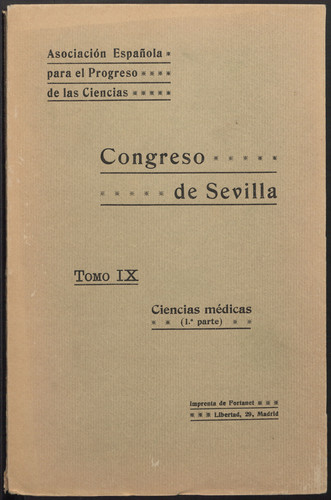 Asociación Española
para el Progreso
de las Ciencias
Congreso
de Sevilla
Tomo IX
Ciencias médicas
(1.ª parte)
Imprenta de Fortanet
Libertad, 29, Madrid